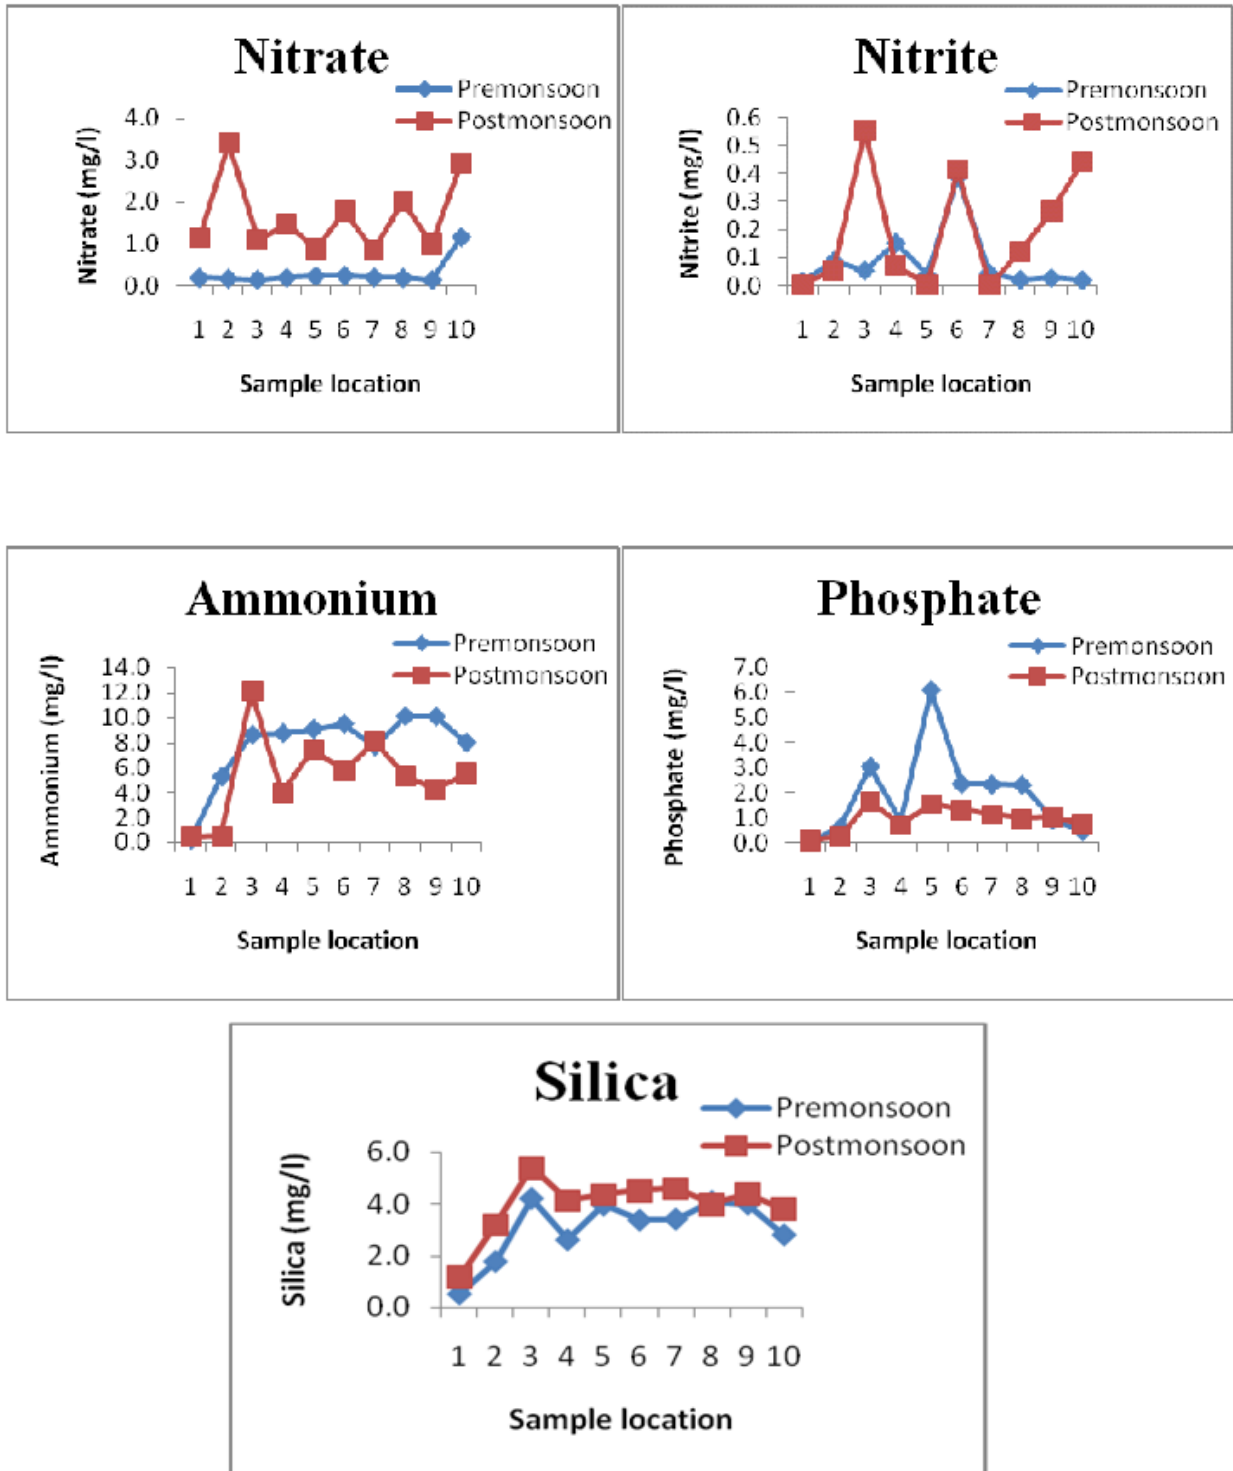 Nitrate
Premonsoon
Postmonsoon
Nitrate (mg/l)
4.0
3.0
2.0
1.0
0.0
1 2 3 4 5 6 7 8 9 10
Sample location
Nitrite
Premonsoon
Postmonsoon
Nitrite (mg/l)
0.6
0.5
0.4
0.3
0.2
0.1
0.0
1 2 3 4 5 6 7 8 9 10
Sample location
Ammonium
Premonsoon
Postmonsoon
Ammonium (mg/l)
14.0
12.0
10.0
8.0
6.0
4.0
2.0
0.0
1 2 3 4 5 6 7 8 9 10
Sample location
Phosphate
Premonsoon
Postmonsoon
Phosphate (mg/l)
7.0
6.0
5.0
4.0
3.0
2.0
1.0
0.0
1 2 3 4 5 6 7 8 9 10
Sample location
Silica
Premonsoon
Postmonsoon
Silica (mg/l)
6.0
4.0
2.0
0.0
1 2 3 4 5 6 7 8 9 10
Sample location